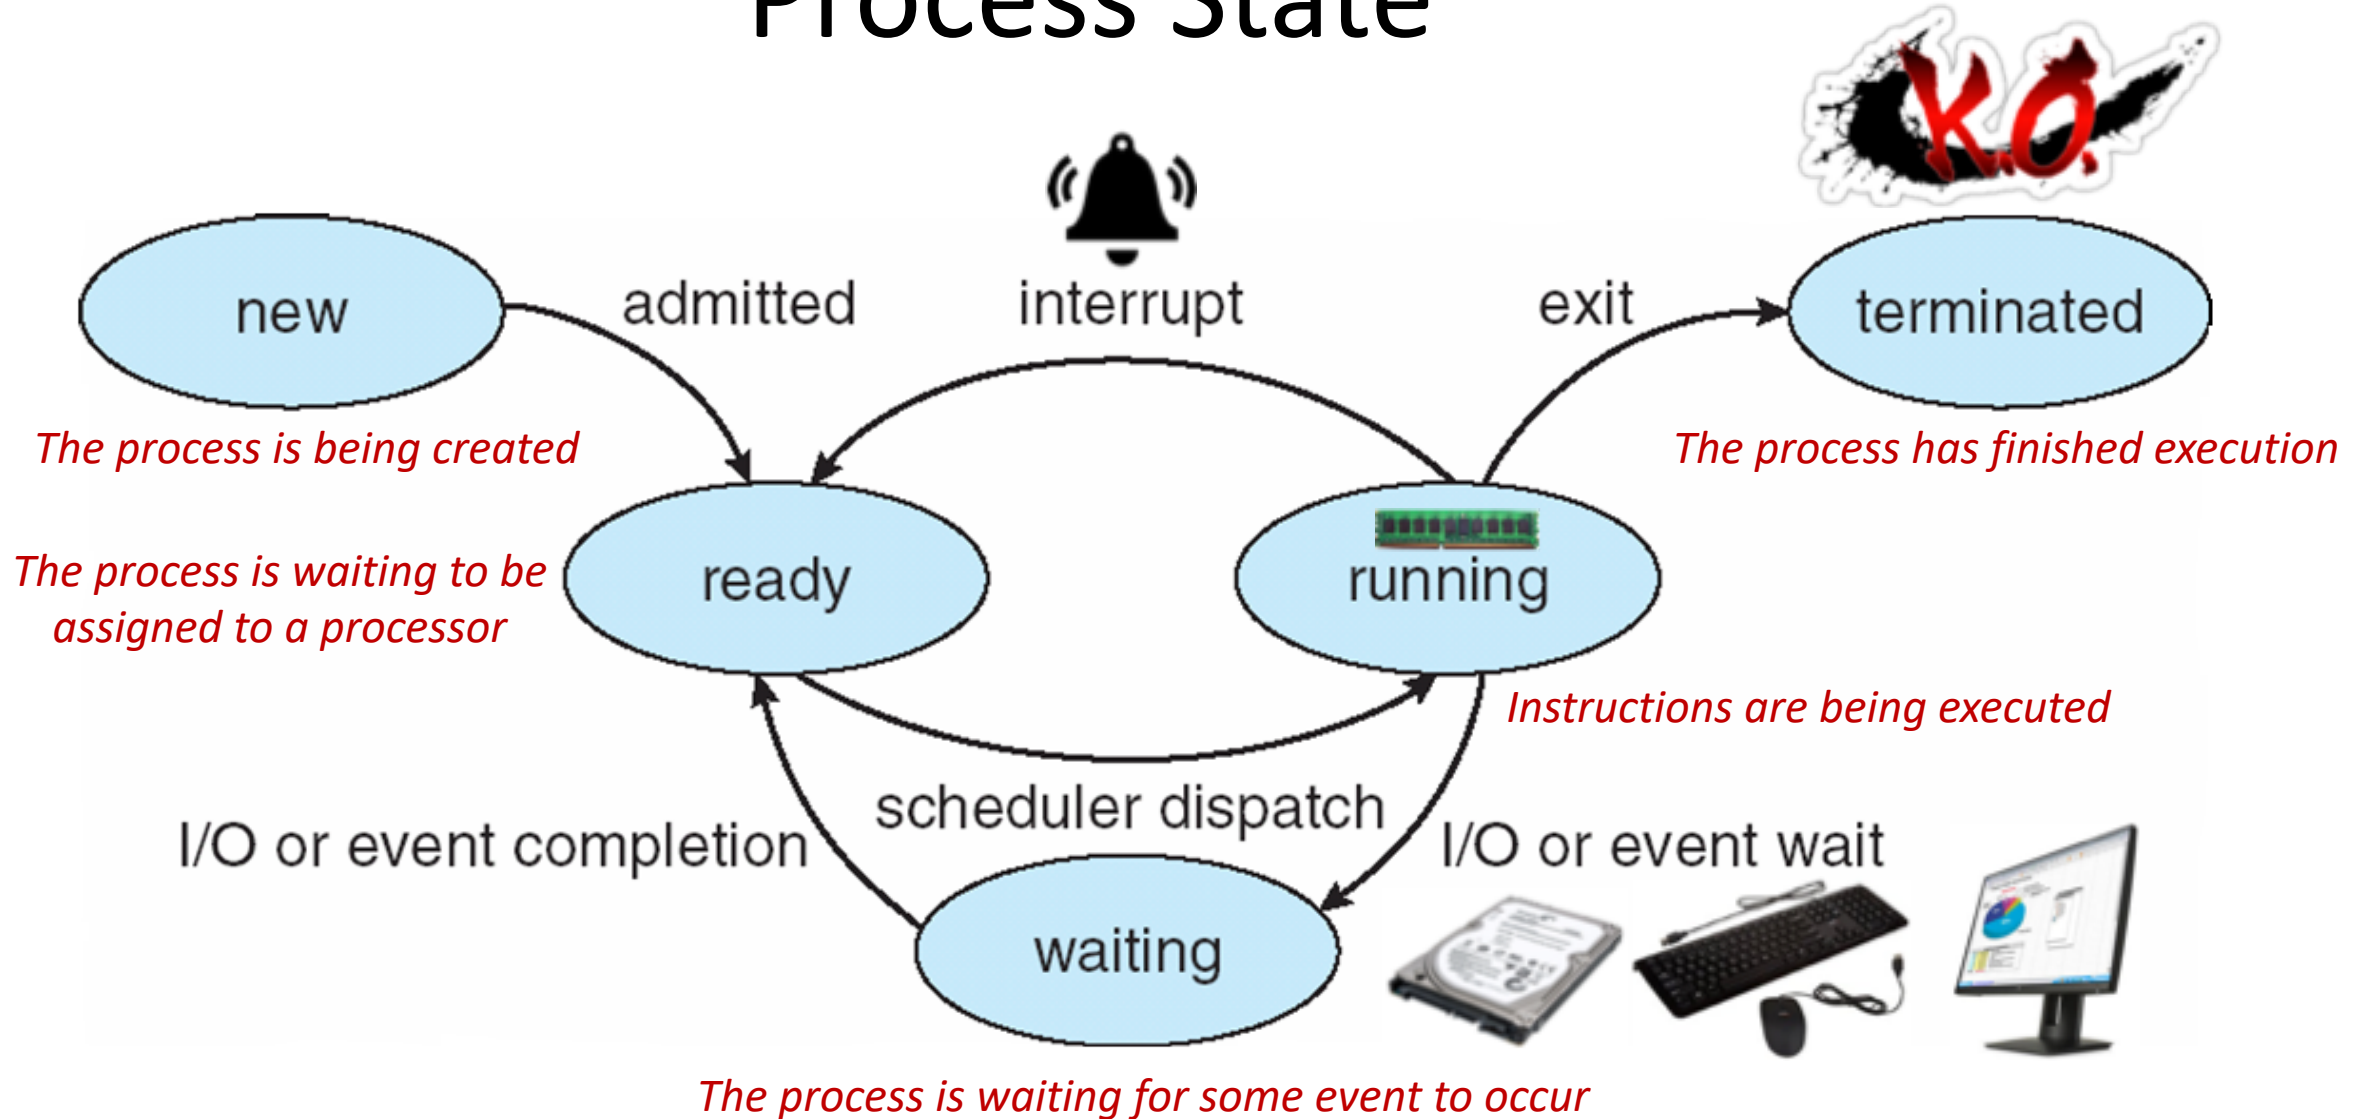 Process State
K.O.
admitted
interrupt
exit
new
terminated
The process is being created
The process has finished execution
The process is waiting to be
assigned to a processor
ready
running
Instructions are being executed
scheduler dispatch
I/O or event completion
I/O or event wait
waiting
The process is waiting for some event to occur